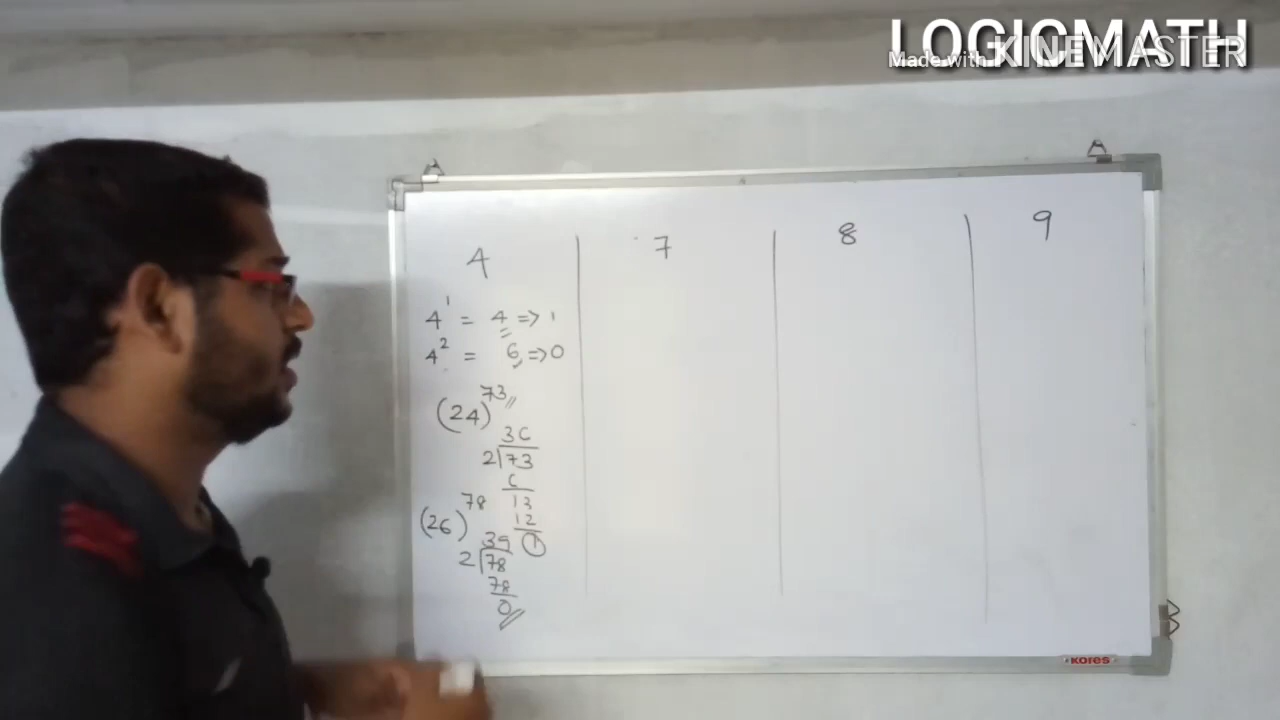 LOGICMATH
Made with KINEMASTER
4 7 8 9
4¹ = 4 => 1
4² = 6, => 0
(24)⁷³
36
2 73
6
13
12
1
(26)⁷⁸
39
2 78
78
0
KORES